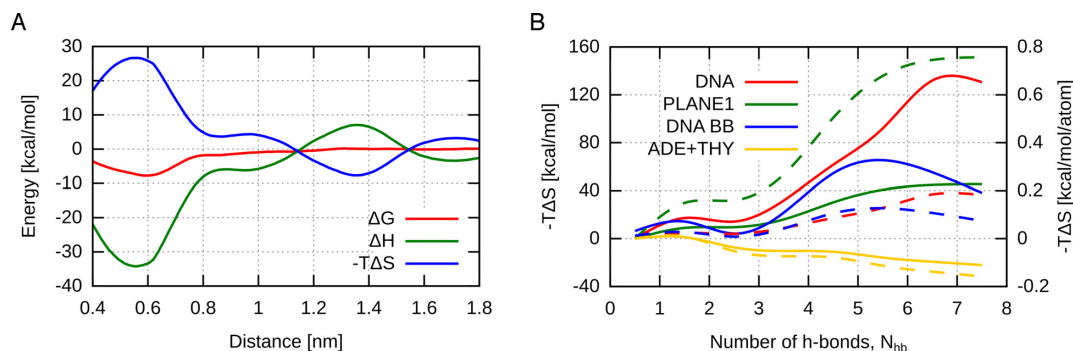 A
Energy [kcal/mol]
30
20
10
0
-10
-20
-30
-40
ΔG
ΔH
-TΔS
0.4 0.6 0.8 1 1.2 1.4 1.6 1.8
Distance [nm]
B
-TΔS [kcal/mol]
160
120
80
40
0
-40
DNA
PLANE1
DNA BB
ADE+THY
0 1 2 3 4 5 6 7 8
Number of h-bonds, Nhb
0.8
0.6
0.4
0.2
0
-0.2
-TΔS [kcal/mol/atom]